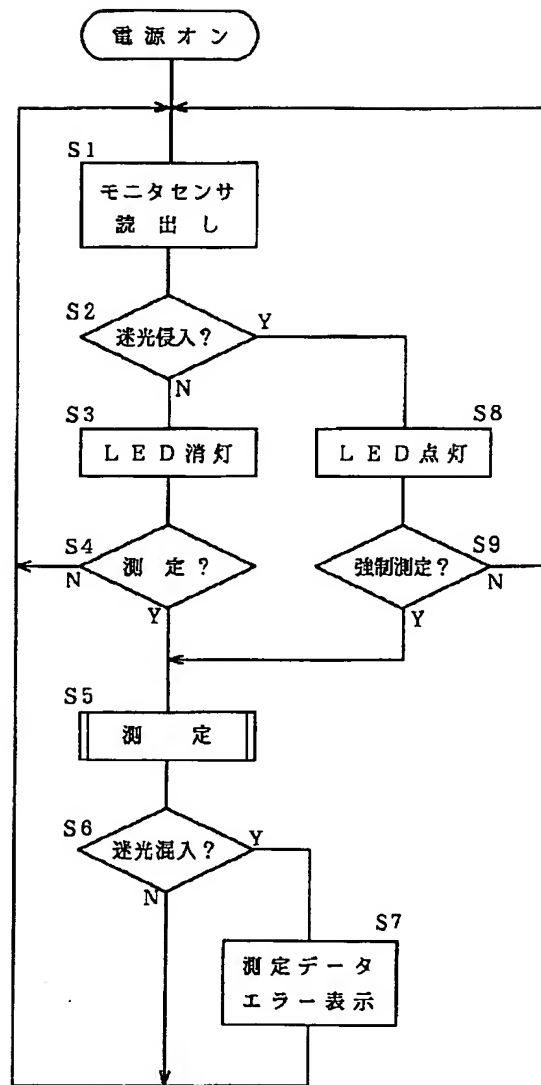 電源オン
S1
モニタセンサ
読出し
S2
迷光侵入？
Y
N
S3
LED消灯
S8
LED点灯
S4
測定？
N
Y
S9
強制測定？
N
Y
S5
測定
S6
迷光混入？
Y
N
S7
測定データ
エラー表示